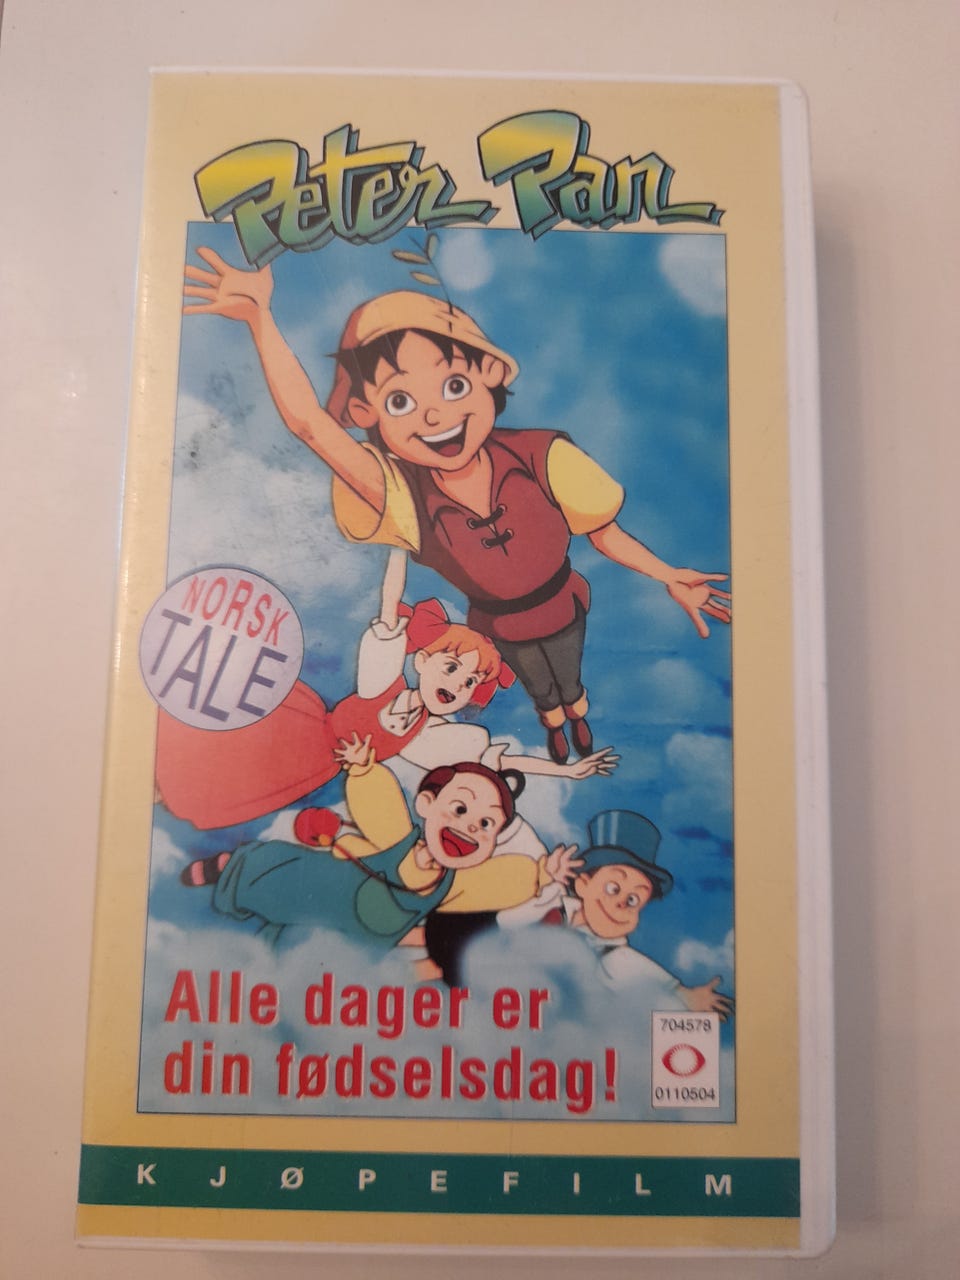 Peter Pan
NORSK
TALE
Alle dager er
din fødselsdag!
704578
0110504
KJØPEFILM